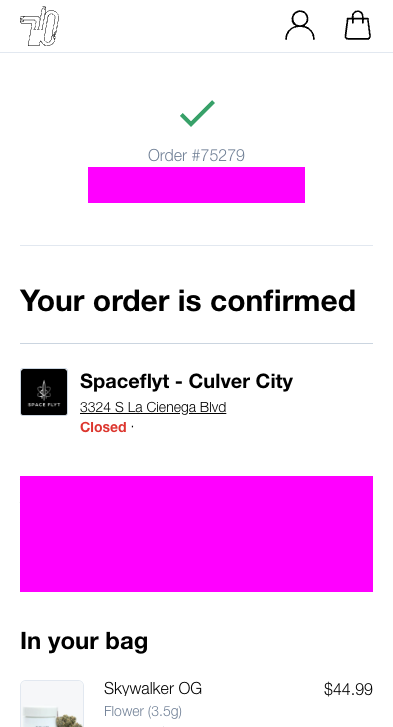 Order #75279
Your order is confirmed
SPACE FLYT
Spaceflyt - Culver City
3324 S La Cienega Blvd
Closed ·
In your bag
Skywalker OG
$44.99
Flower (3.5g)